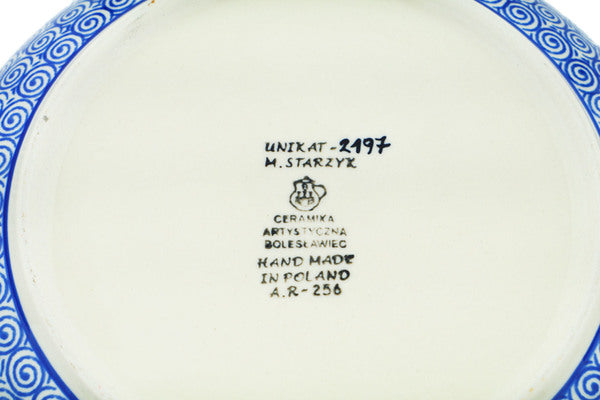 UNIKAT-2197
M. STARZYK
CERAMIKA
ARTYSTYCZNA
BOLESŁAWIEC
HAND MADE
IN POLAND
A.R-256